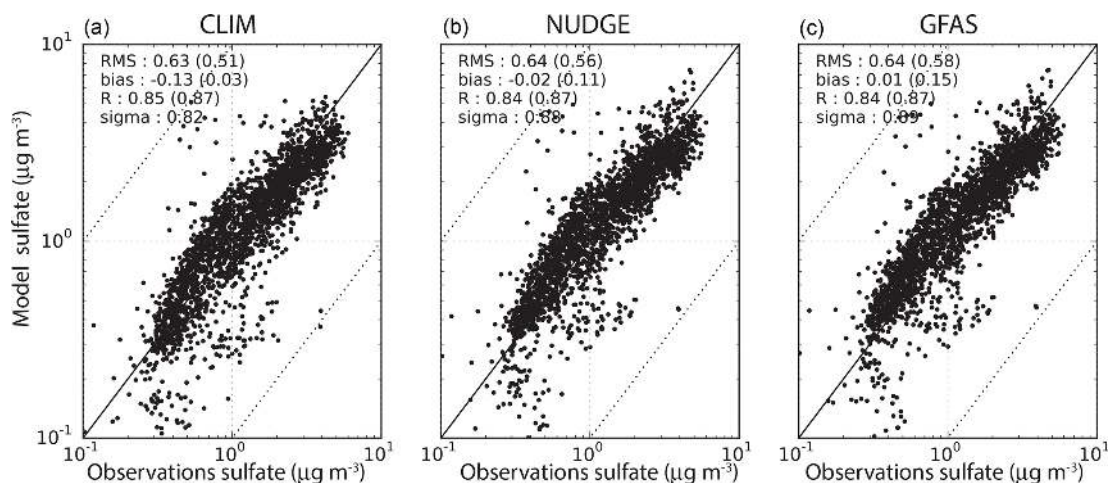 (a) CLIM
RMS : 0.63 (0.51)
bias : -0.13 (-0.03)
R : 0.85 (0.87)
sigma : 0.82
(b) NUDGE
RMS : 0.64 (0.56)
bias : -0.02 (0.11)
R : 0.84 (0.87)
sigma : 0.88
(c) GFAS
RMS : 0.64 (0.58)
bias : 0.01 (0.15)
R : 0.84 (0.87)
sigma : 0.89
Model sulfate (μg m⁻³)
10¹
10⁰
10⁻¹
10⁻¹ 10⁰ 10¹
10⁻¹ 10⁰ 10¹
10⁻¹ 10⁰ 10¹
Observations sulfate (μg m⁻³)
Observations sulfate (μg m⁻³)
Observations sulfate (μg m⁻³)